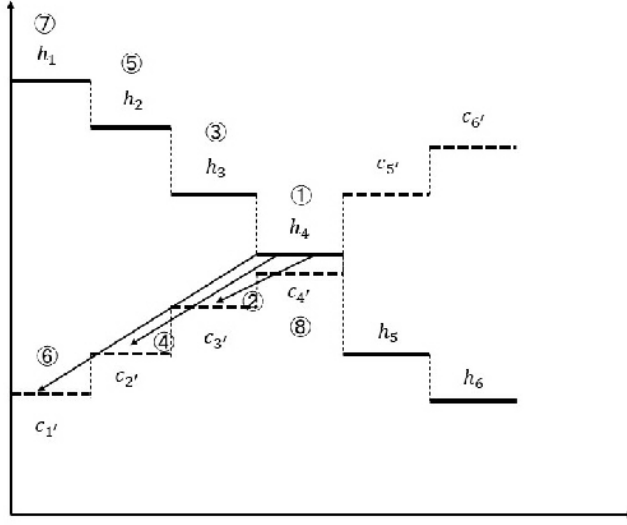 ⑦
h₁
⑤
h₂
③
h₃
①
h₄
c₅′
c₆′
②
c₄′
⑧
④
c₃′
⑥
c₂′
c₁′
h₅
h₆